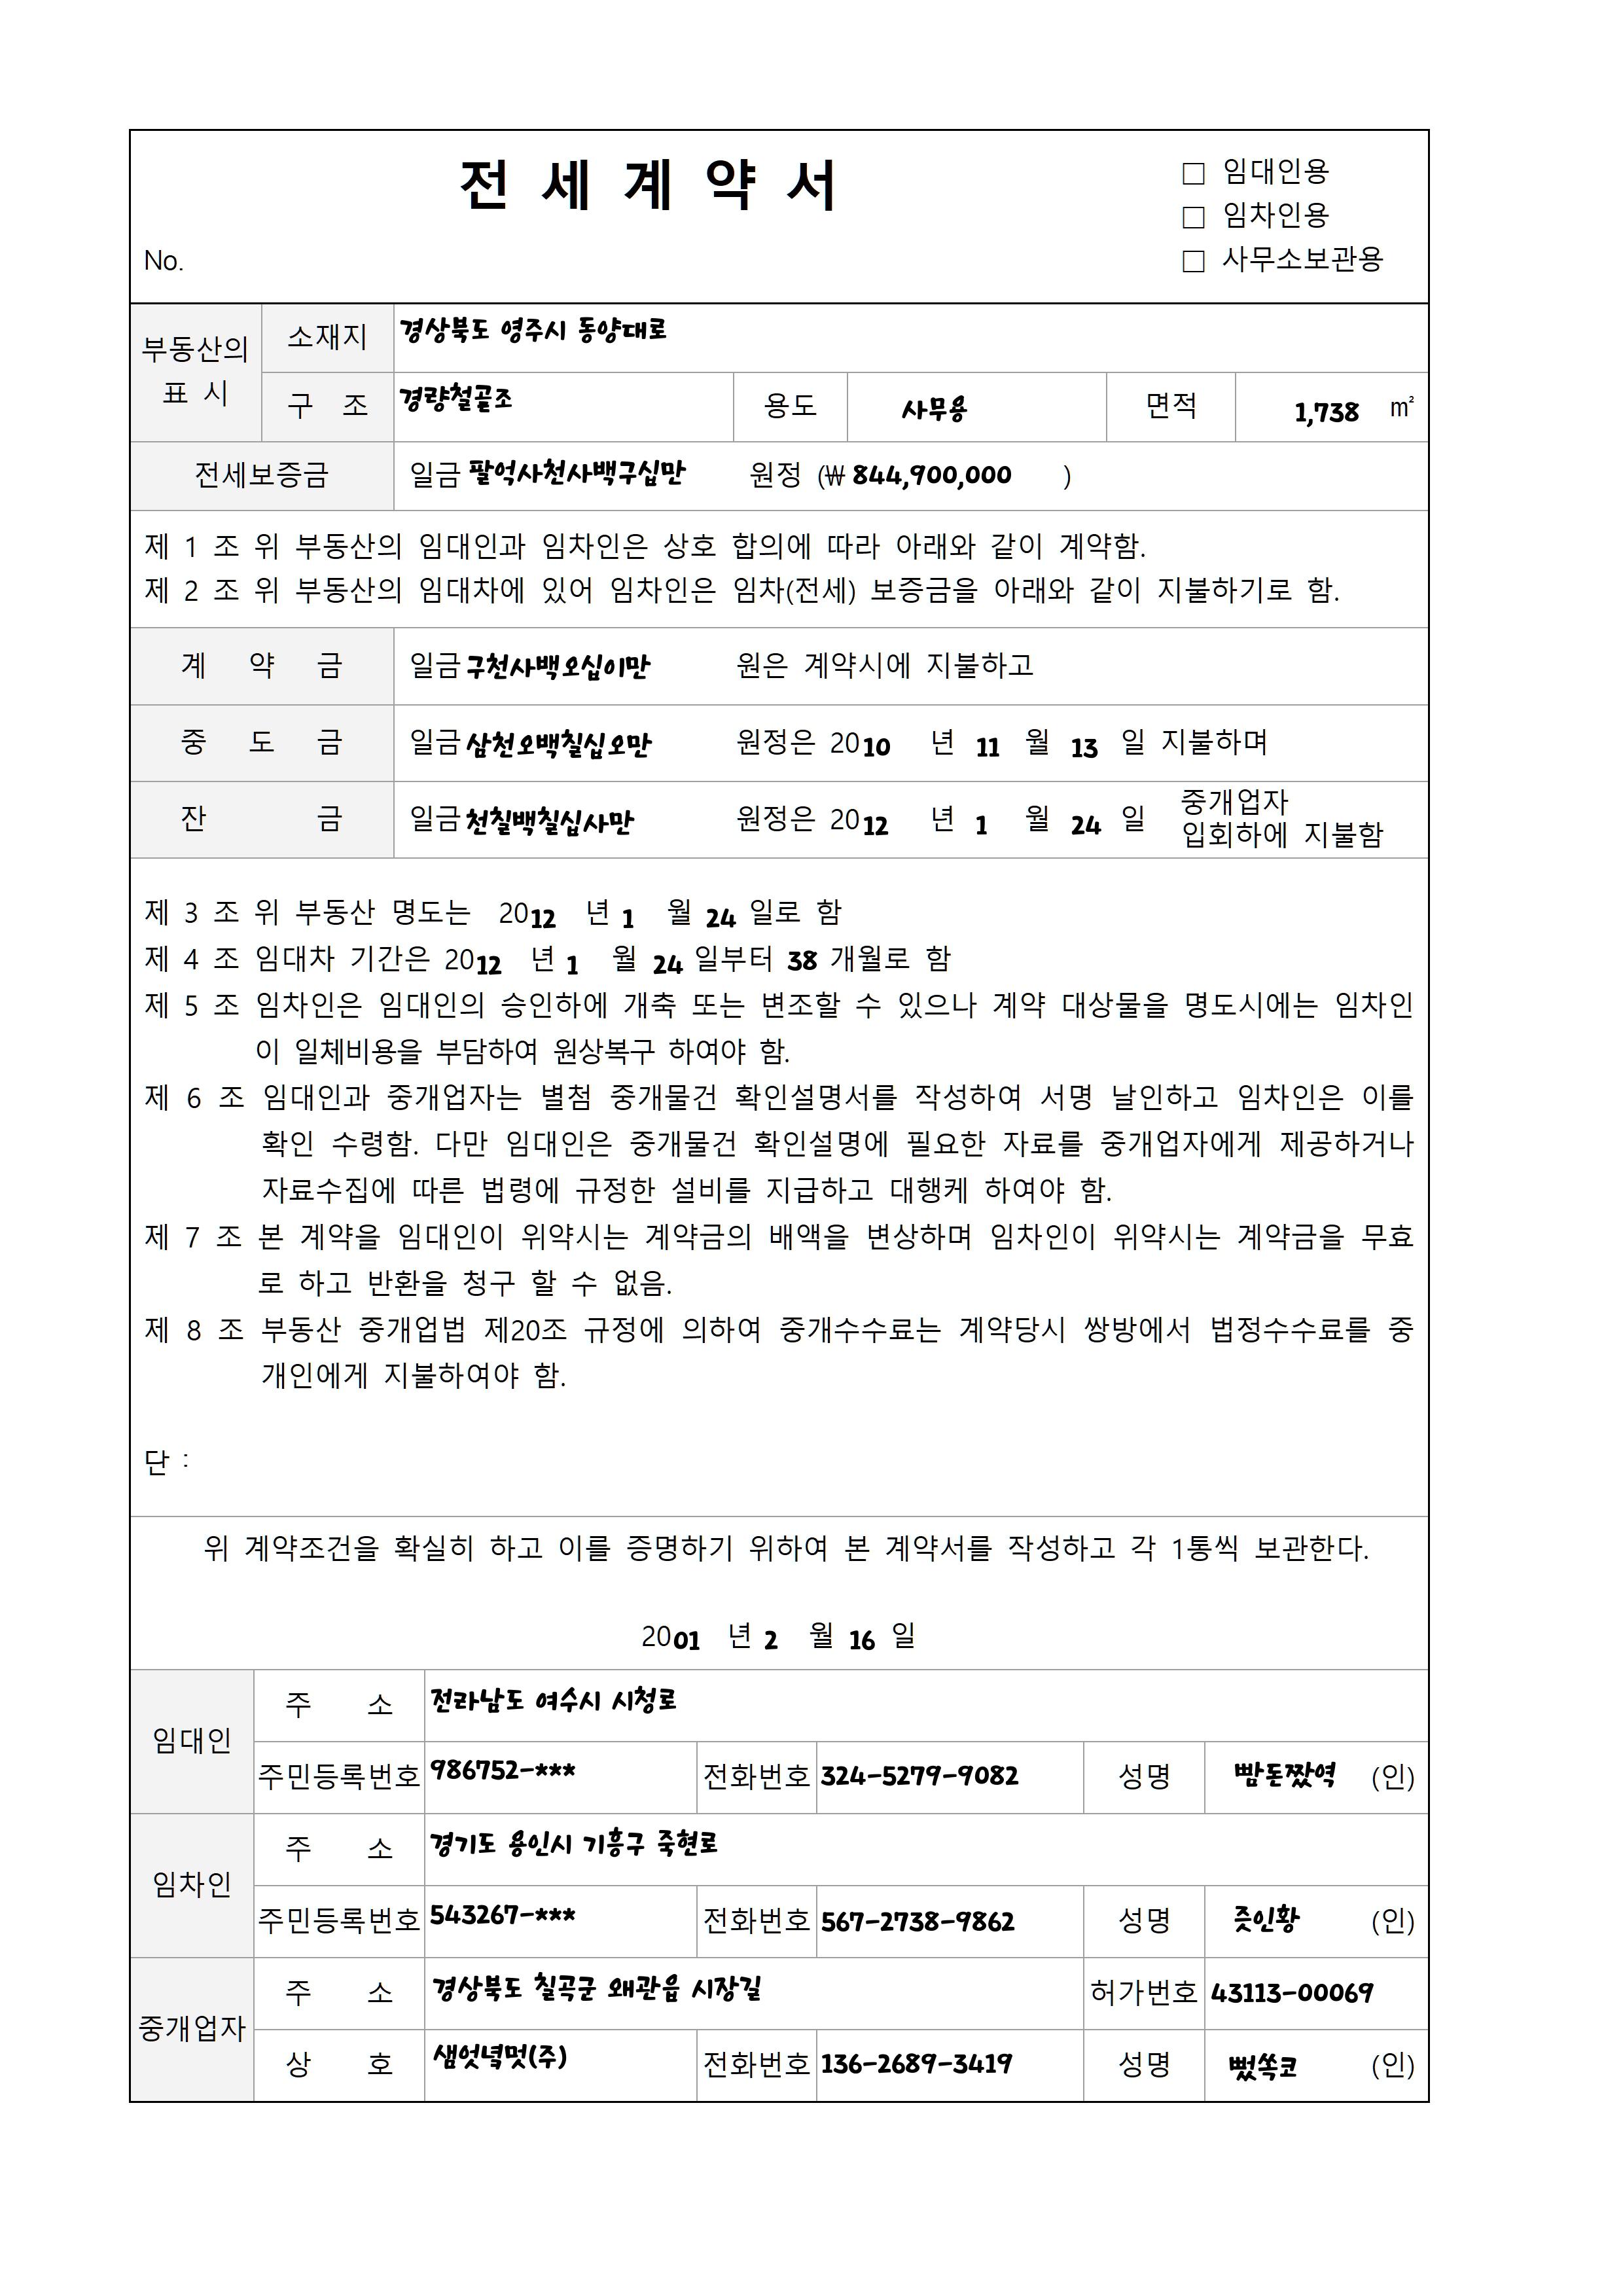 전 세 계 약 서
□ 임대인용
□ 임차인용
□ 사무소보관용
No.
부동산의 표 시
소재지 경상북도 영주시 동양대로
구 조 경량철골조 용도 사무용 면적 1,738 ㎡
전세보증금 일금 팔억사천사백구십만 원정 (₩ 844,900,000 )
제 1 조 위 부동산의 임대인과 임차인은 상호 합의에 따라 아래와 같이 계약함.
제 2 조 위 부동산의 임대차에 있어 임차인은 임차(전세) 보증금을 아래와 같이 지불하기로 함.
계 약 금 일금 구천사백오십이만 원은 계약시에 지불하고
중 도 금 일금 삼천오백칠십오만 원정은 2010 년 11 월 13 일 지불하며
잔 금 일금 천칠백칠십사만 원정은 2012 년 1 월 24 일 중개업자
입회하에 지불함
제 3 조 위 부동산 명도는 2012 년 1 월 24 일로 함
제 4 조 임대차 기간은 2012 년 1 월 24 일부터 38 개월로 함
제 5 조 임차인은 임대인의 승인하에 개축 또는 변조할 수 있으나 계약 대상물을 명도시에는 임차인
이 일체비용을 부담하여 원상복구 하여야 함.
제 6 조 임대인과 중개업자는 별첨 중개물건 확인설명서를 작성하여 서명 날인하고 임차인은 이를
확인 수령함. 다만 임대인은 중개물건 확인설명에 필요한 자료를 중개업자에게 제공하거나
자료수집에 따른 법령에 규정한 설비를 지급하고 대행케 하여야 함.
제 7 조 본 계약을 임대인이 위약시는 계약금의 배액을 변상하며 임차인이 위약시는 계약금을 무효
로 하고 반환을 청구 할 수 없음.
제 8 조 부동산 중개업법 제20조 규정에 의하여 중개수수료는 계약당시 쌍방에서 법정수수료를 중
개인에게 지불하여야 함.
단 :
위 계약조건을 확실히 하고 이를 증명하기 위하여 본 계약서를 작성하고 각 1통씩 보관한다.
2001 년 2 월 16 일
임대인
주 소 전라남도 여수시 시청로
주민등록번호 986752-*** 전화번호 324-5279-9082 성명 빰돈짰역 (인)
임차인
주 소 경기도 용인시 기흥구 죽현로
주민등록번호 543267-*** 전화번호 567-2738-9862 성명 즛인황 (인)
중개업자
주 소 경상북도 칠곡군 왜관읍 시장길 허가번호 43113-00069
상 호 샘엇녘멋(주) 전화번호 136-2689-3419 성명 뻤쏙코 (인)